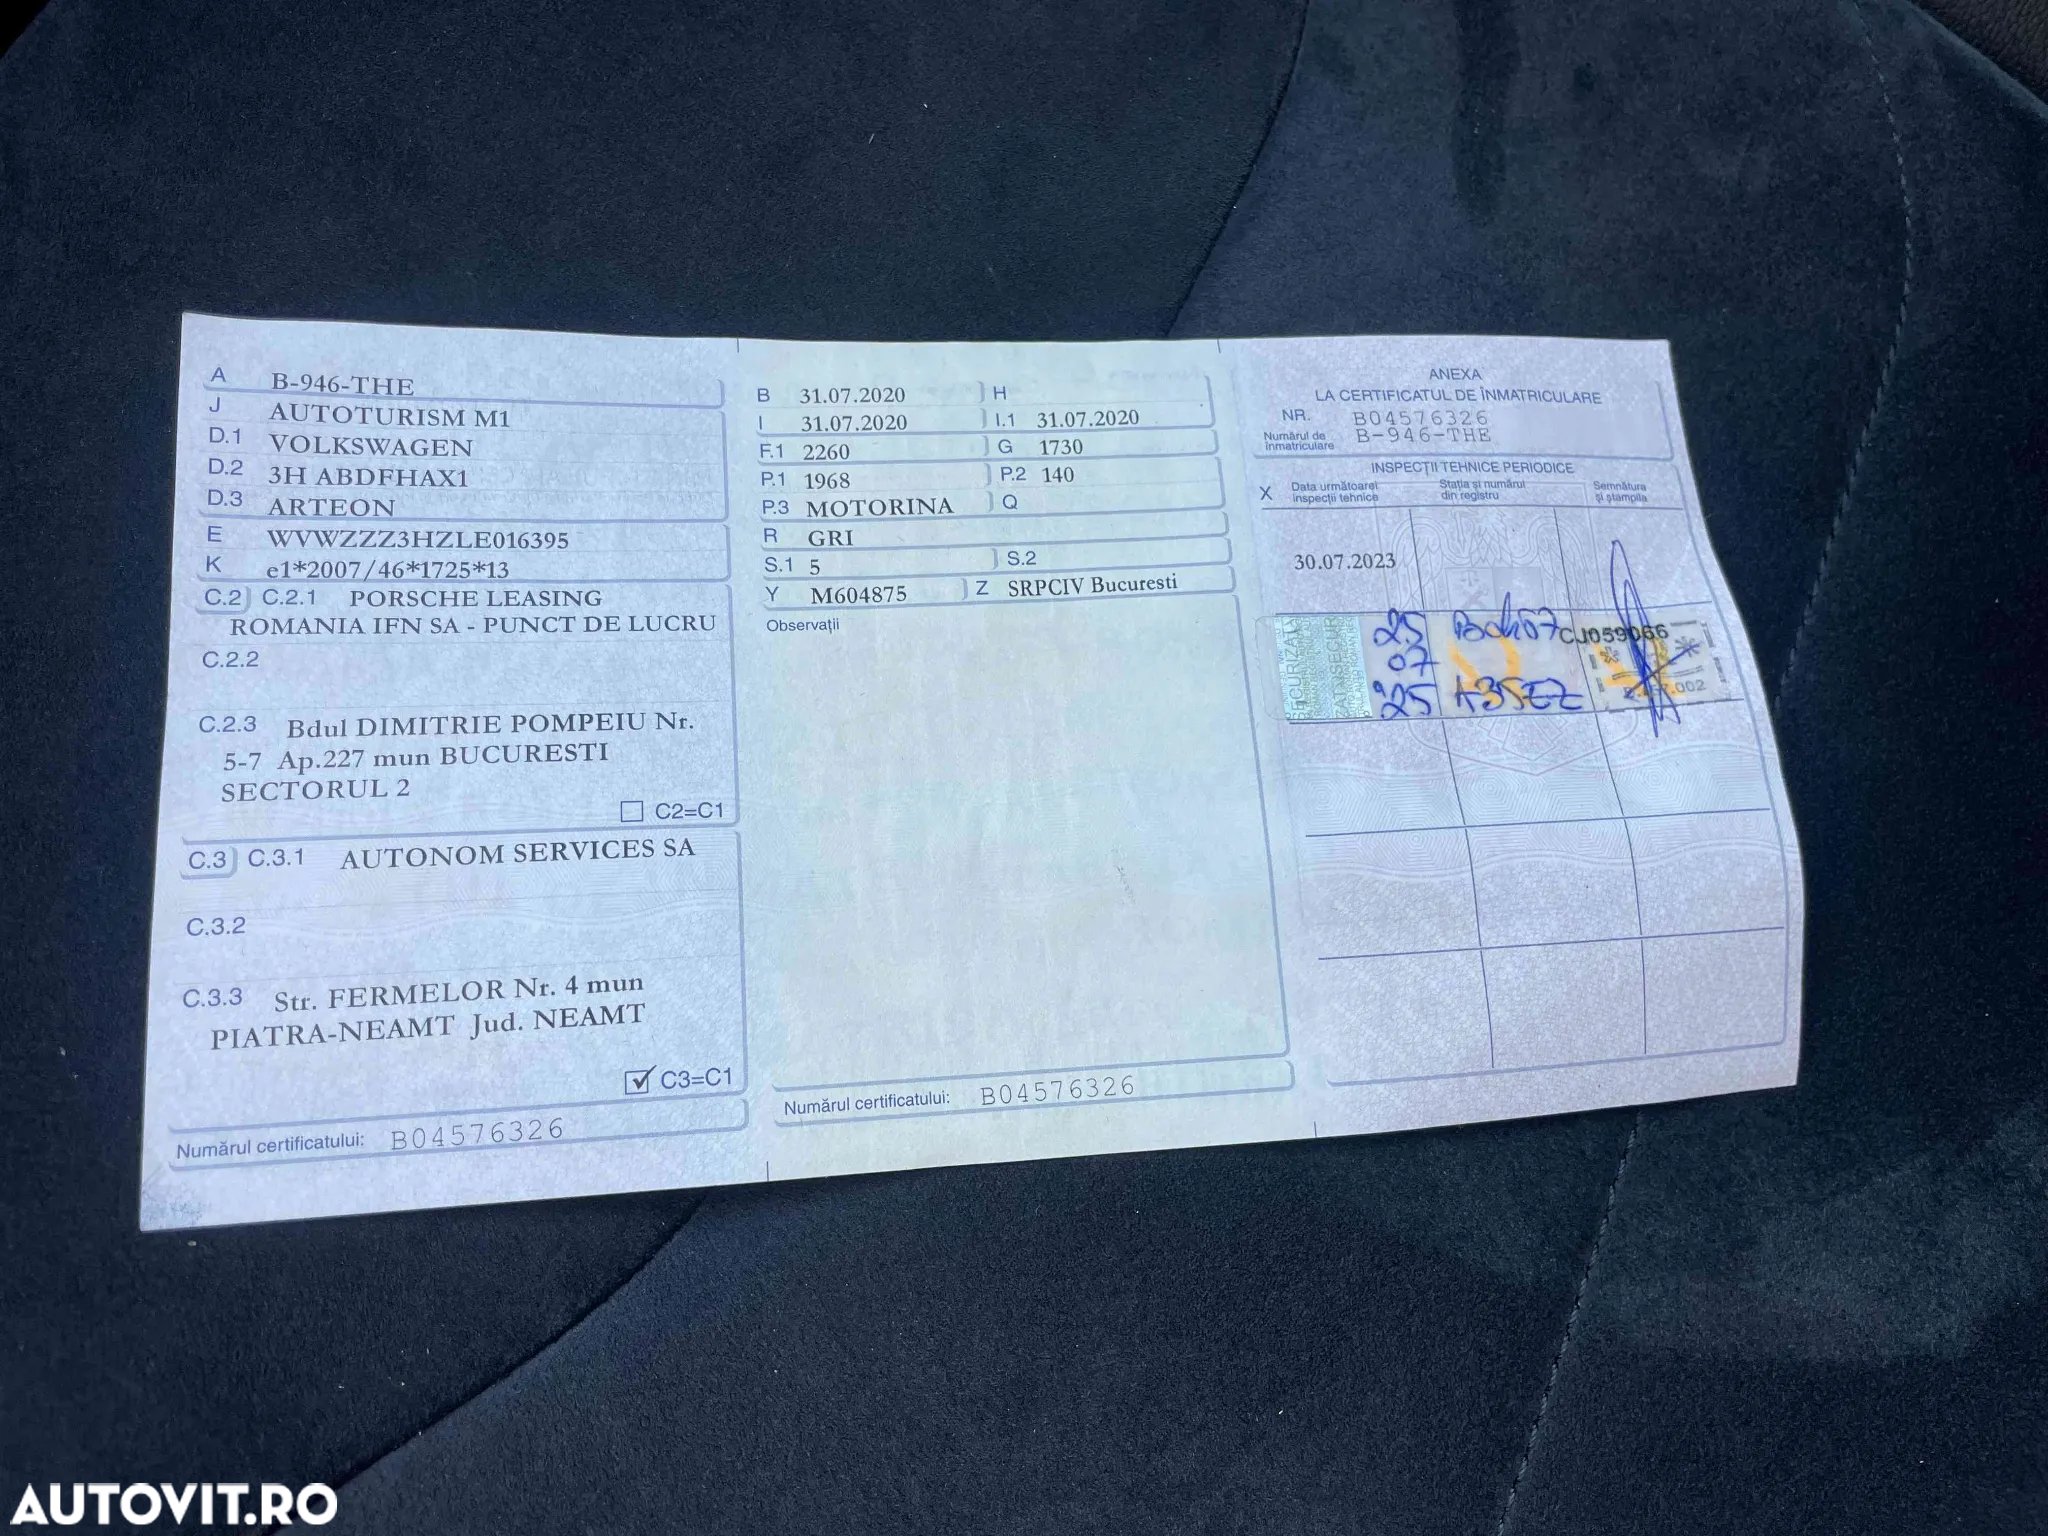 A B-946-THE
J AUTOTURISM M1
D.1 VOLKSWAGEN
D.2 3H ABDFHAX1
D.3 ARTEON
E WVWZZZ3HZLE016395
K e1*2007/46*1725*13
C.2 C.2.1 PORSCHE LEASING
ROMANIA IFN SA - PUNCT DE LUCRU
C.2.2
C.2.3 Bdul DIMITRIE POMPEIU Nr.
5-7 Ap.227 mun BUCURESTI
SECTORUL 2
C2=C1
C.3 C.3.1 AUTONOM SERVICES SA
C.3.2
C.3.3 Str. FERMELOR Nr. 4 mun
PIATRA-NEAMT Jud. NEAMT
C3=C1
Numărul certificatului: B04576326
B 31.07.2020 H
I 31.07.2020 I.1 31.07.2020
F.1 2260 G 1730
P.1 1968 P.2 140
P.3 MOTORINA Q
R GRI
S.1 5 S.2
Y M604875 Z SRPCIV Bucuresti
Observații
Numărul certificatului: B04576326
ANEXA
LA CERTIFICATUL DE ÎNMATRICULARE
NR. B04576326
Numărul de
înmatriculare B-946-THE
INSPECȚII TEHNICE PERIODICE
X Data următoarei
inspecții tehnice
Stația și numărul
din registru
Semnătura
și ștampila
30.07.2023
25
07
25
CJ059066
AUTOVIT.RO